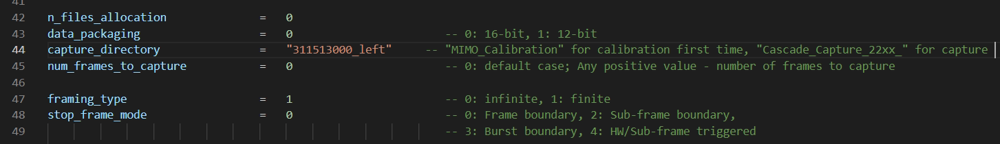 41
42 n_files_allocation = 0
43 data_packaging = 0 -- 0: 16-bit, 1: 12-bit
44 capture_directory = "311513000_left" -- "MIMO_Calibration" for calibration first time, "Cascade_Capture_22xx_" for capture
45 num_frames_to_capture = 0 -- 0: default case; Any positive value - number of frames to capture
46
47 framing_type = 1 -- 0: infinite, 1: finite
48 stop_frame_mode = 0 -- 0: Frame boundary, 2: Sub-frame boundary,
49 -- 3: Burst boundary, 4: HW/Sub-frame triggered